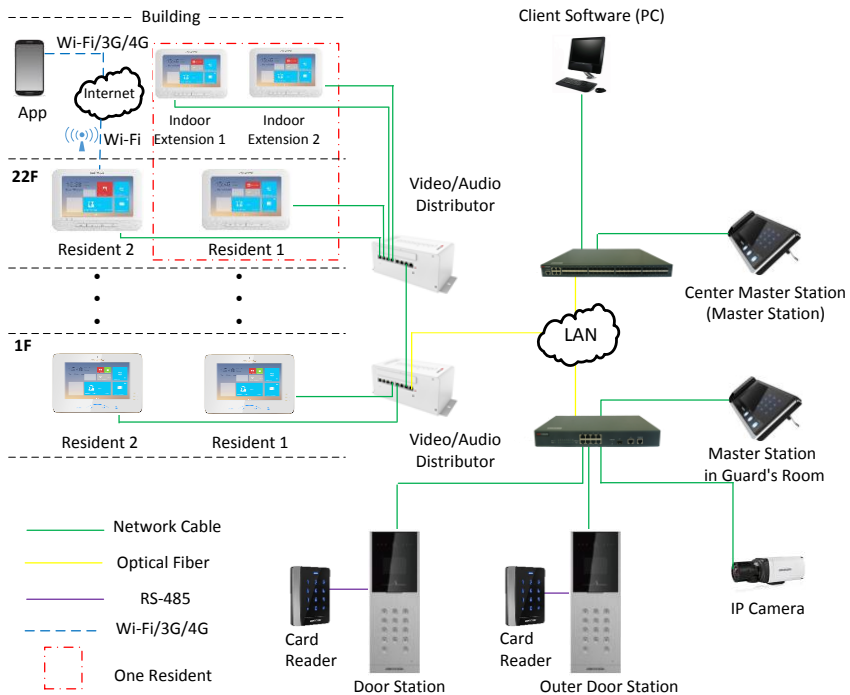 Building
Client Software (PC)
Wi-Fi/3G/4G
Internet
App
Indoor
Extension 1
Indoor
Extension 2
Wi-Fi
22F
Video/Audio
Distributor
Resident 2
Resident 1
Center Master Station
(Master Station)
LAN
1F
Resident 2
Resident 1
Video/Audio
Distributor
Master Station
in Guard's Room
Network Cable
Optical Fiber
RS-485
Wi-Fi/3G/4G
One Resident
Card
Reader
Door Station
Card
Reader
Outer Door Station
IP Camera